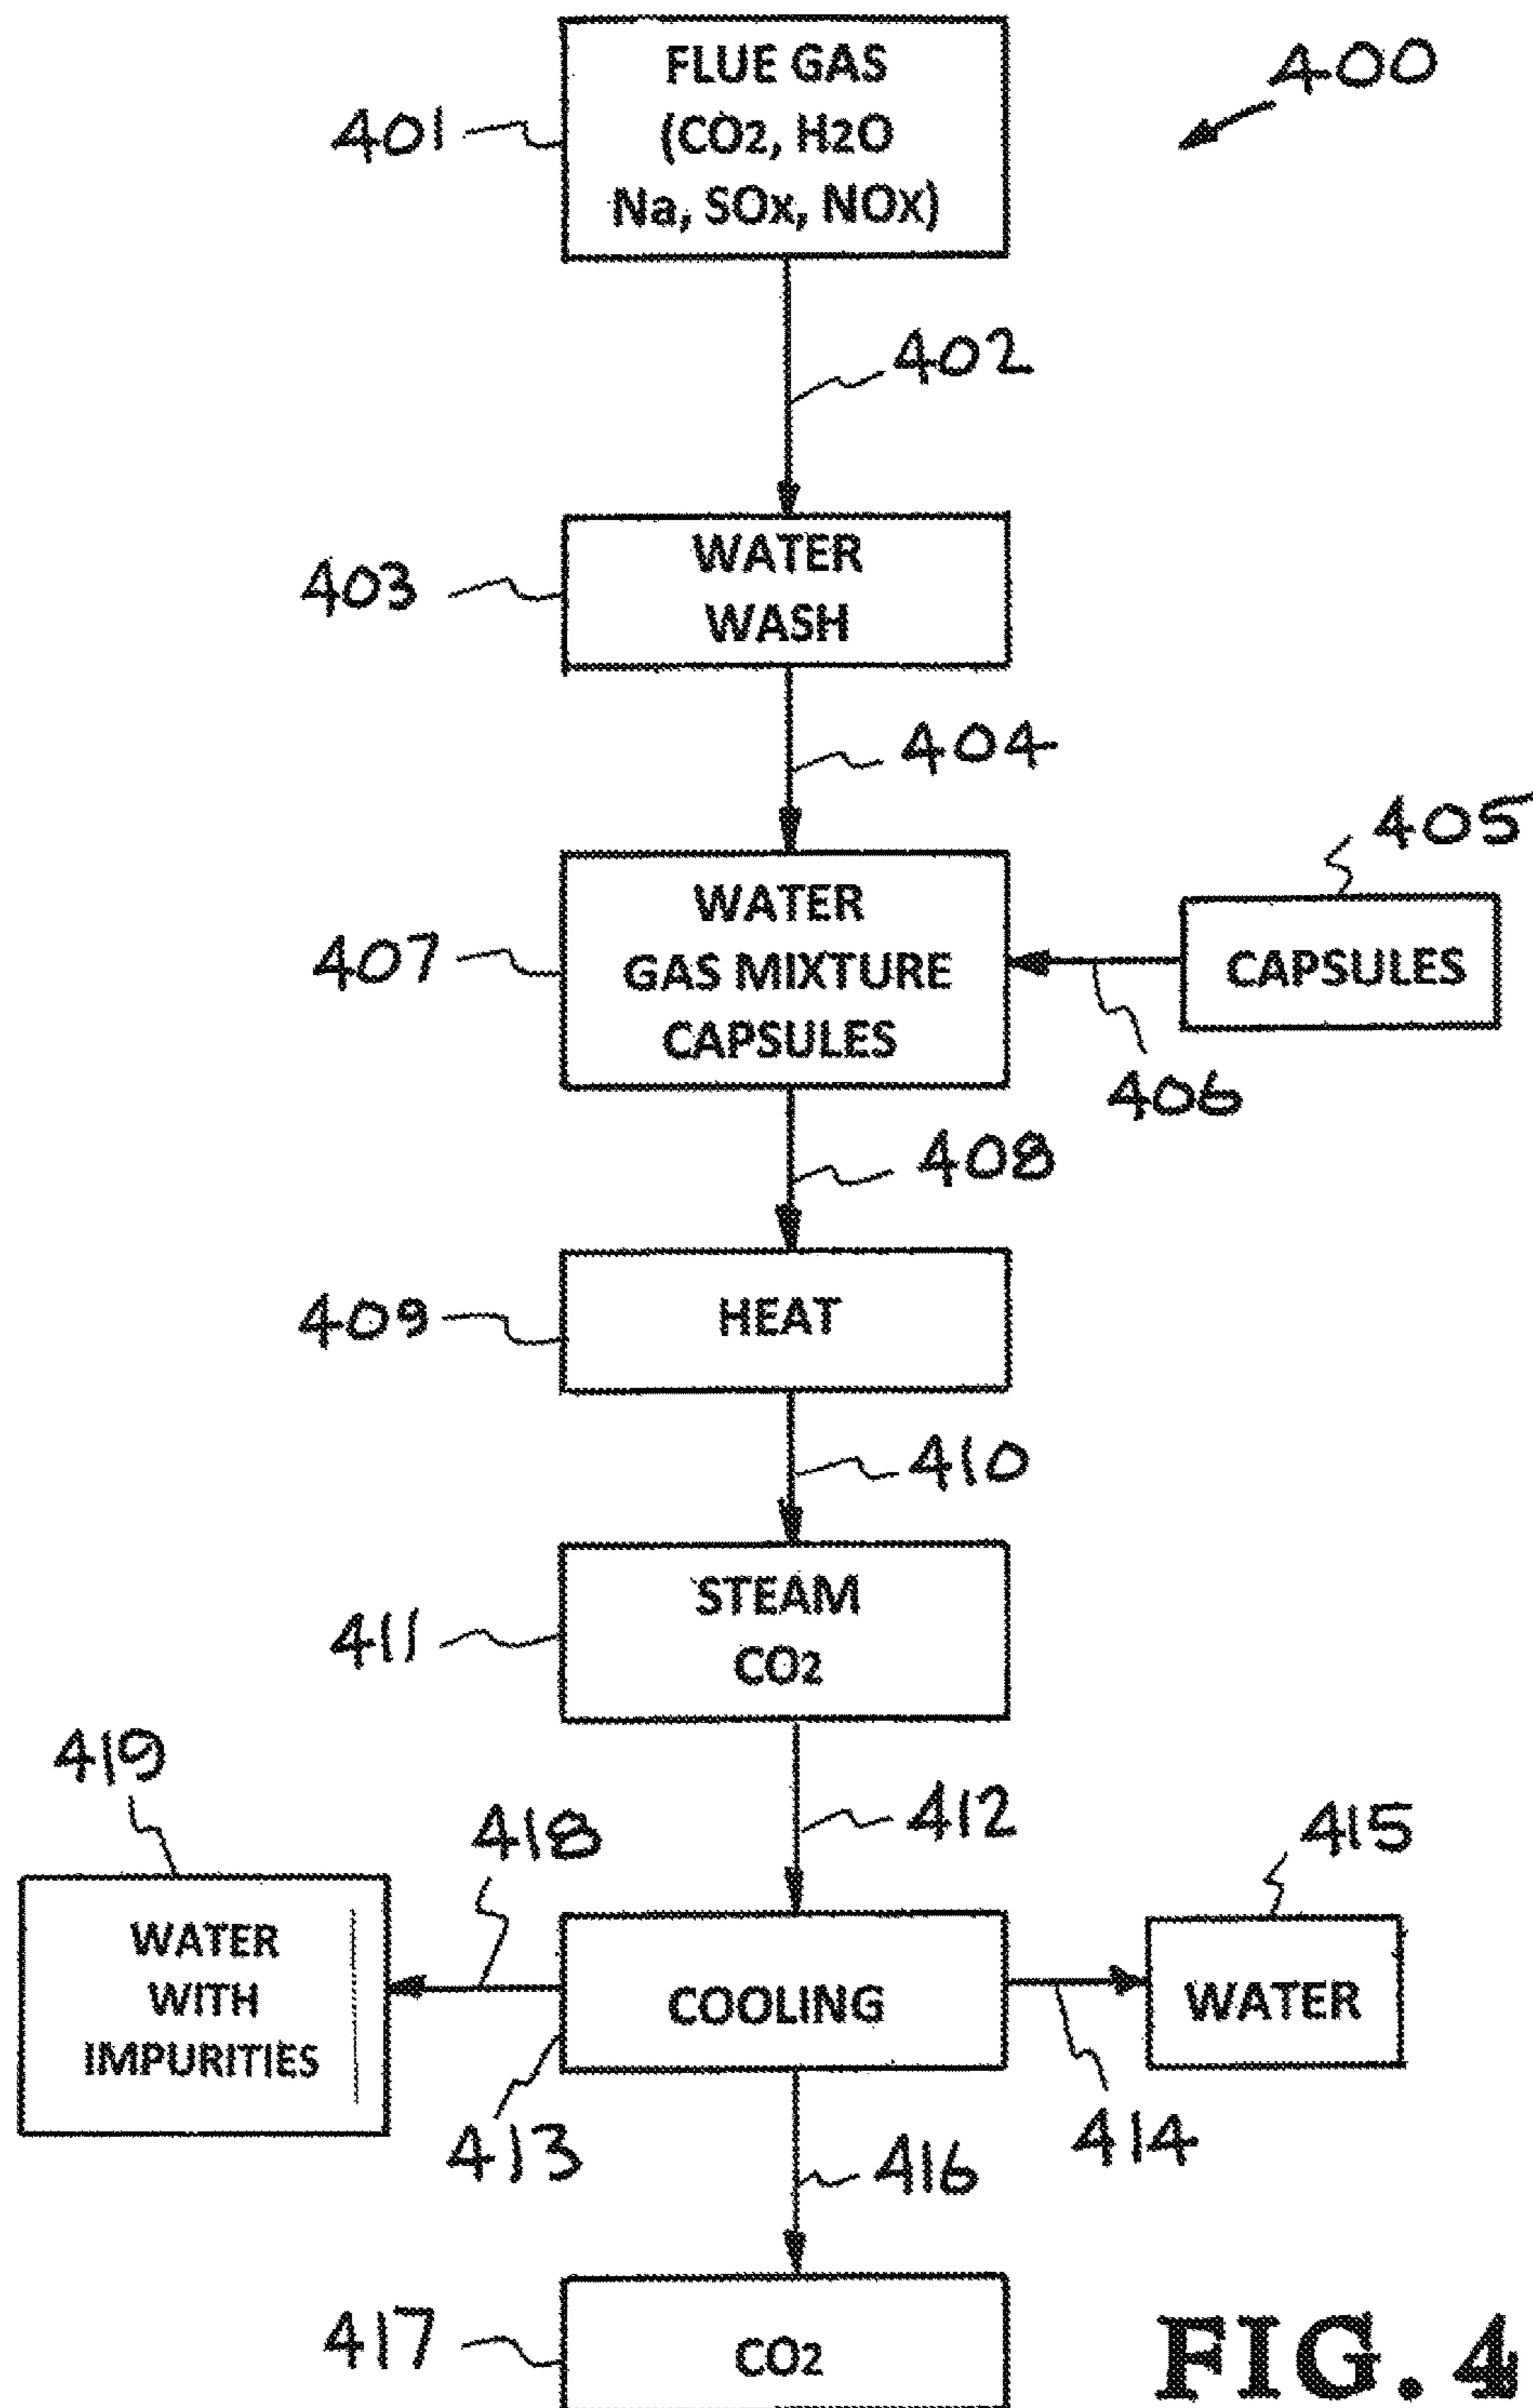 FLUE GAS
(CO2, H2O
Na, SOx, NOx)
400
401
402
WATER
WASH
403
404
405
WATER
GAS MIXTURE
CAPSULES
407
CAPSULES
406
408
HEAT
409
410
STEAM
CO2
411
419
412
418
415
WATER
WITH
IMPURITIES
COOLING
WATER
413
414
416
417
CO2
FIG. 4